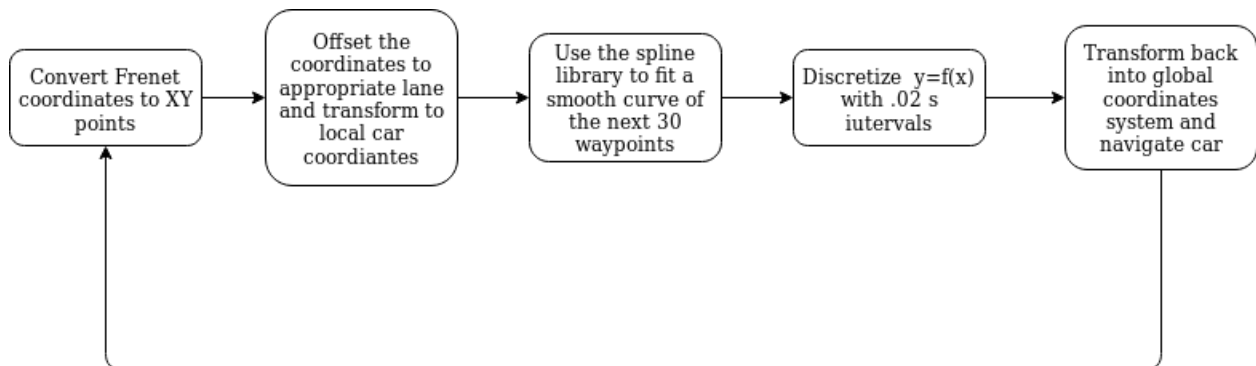 Convert Frenet
coordinates to XY
points
Offset the
coordinates to
appropriate lane
and transform to
local car
coordiantes
Use the spline
library to fit a
smooth curve of
the next 30
waypoints
Discretize  y=f(x)
with .02 s
iutervals
Transform back
into global
coordinates
system and
navigate car